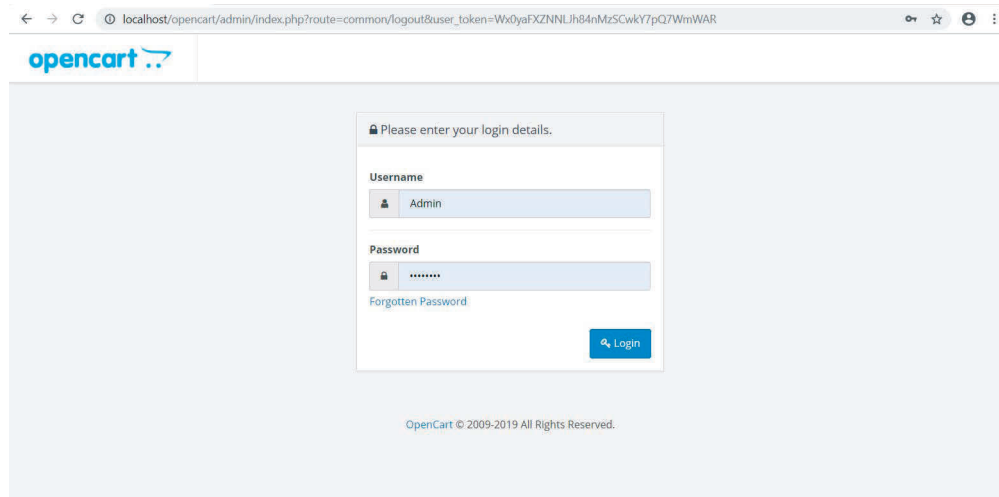 localhost/opencart/admin/index.php?route=common/logout&user_token=Wx0yaFXZNNLJh84nMzSCwkY7pQ7WmWAR
opencart
Please enter your login details.
Username
Admin
Password
••••••••
Forgotten Password
Login
OpenCart © 2009-2019 All Rights Reserved.